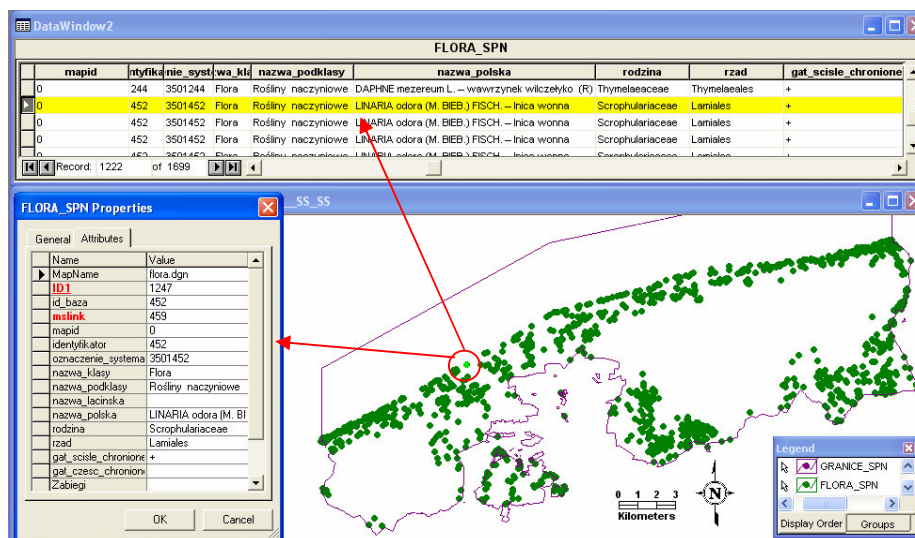 DataWindow2
FLORA_SPN
mapid ntyfika nie_syst wa_kla nazwa_podklasy nazwa_polska rodzina rzad gat_scisle_chronione
0 244 3501244 Flora Rośliny naczyniowe DAPHNE mezereum L. – wawrzynek wilczełyko (R) Thymelaeaceae Thymelaeales +
0 452 3501452 Flora Rośliny naczyniowe LINARIA odora (M. BIEB.) FISCH. – lnica wonna Scrophulariaceae Lamiales +
0 452 3501452 Flora Rośliny naczyniowe LINARIA odora (M. BIEB.) FISCH. – lnica wonna Scrophulariaceae Lamiales +
0 452 3501452 Flora Rośliny naczyniowe LINARIA odora (M. BIEB.) FISCH. – lnica wonna Scrophulariaceae Lamiales +
Record: 1222 of 1699
FLORA_SPN Properties
_SS_SS
General Attributes
Name Value
MapName flora.dgn
ID1 1247
id_baza 452
mslink 459
mapid 0
identyfikator 452
oznaczenie_systema 3501452
nazwa_klasy Flora
nazwa_podklasy Rośliny naczyniowe
nazwa_lacinska
nazwa_polska LINARIA odora (M. BI
rodzina Scrophulariaceae
rzad Lamiales
gat_scisle_chronione +
gat_czesc_chronion
Zabiegi
OK Cancel
0 1 2 3
Kilometers
N
Legend
GRANICE_SPN
FLORA_SPN
Display Order Groups